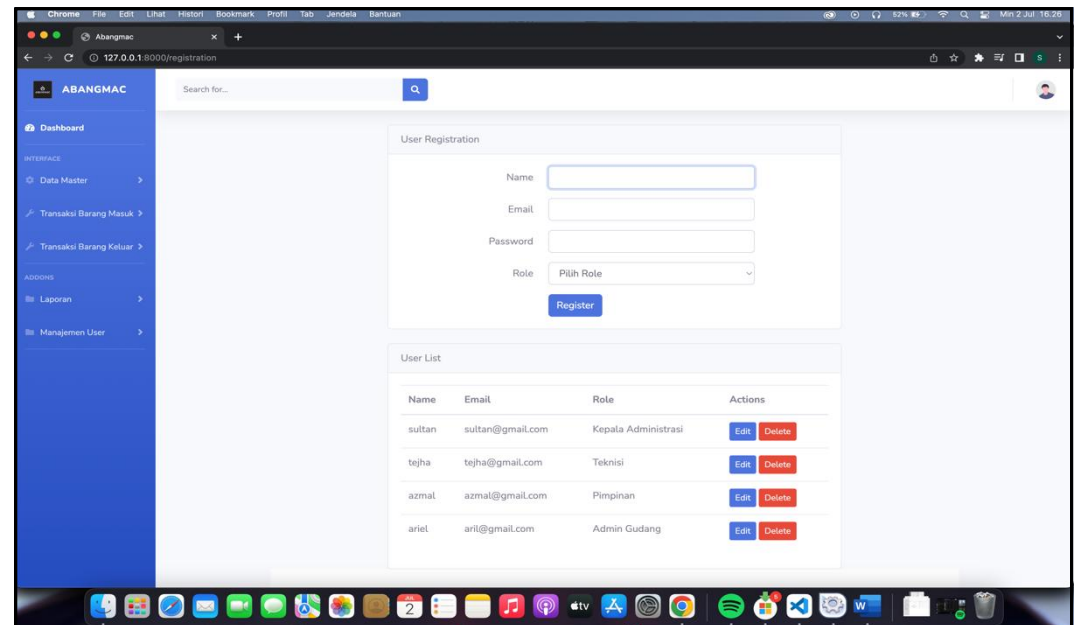 Chrome File Edit Lihat Histori Bookmark Profil Tab Jendela Bantuan 52% Min 2 Jul 16.26
Abangmac
127.0.0.1:8000/registration S
ABANGMAC Search for...
Dashboard
INTERFACE
Data Master
Transaksi Barang Masuk
Transaksi Barang Keluar
ADDONS
Laporan
Manajemen User
User Registration
Name
Email
Password
Role Pilih Role
Register
User List
Name Email Role Actions
sultan sultan@gmail.com Kepala Administrasi Edit Delete
tejha tejha@gmail.com Teknisi Edit Delete
azmal azmal@gmail.com Pimpinan Edit Delete
ariel aril@gmail.com Admin Gudang Edit Delete
2 tv W